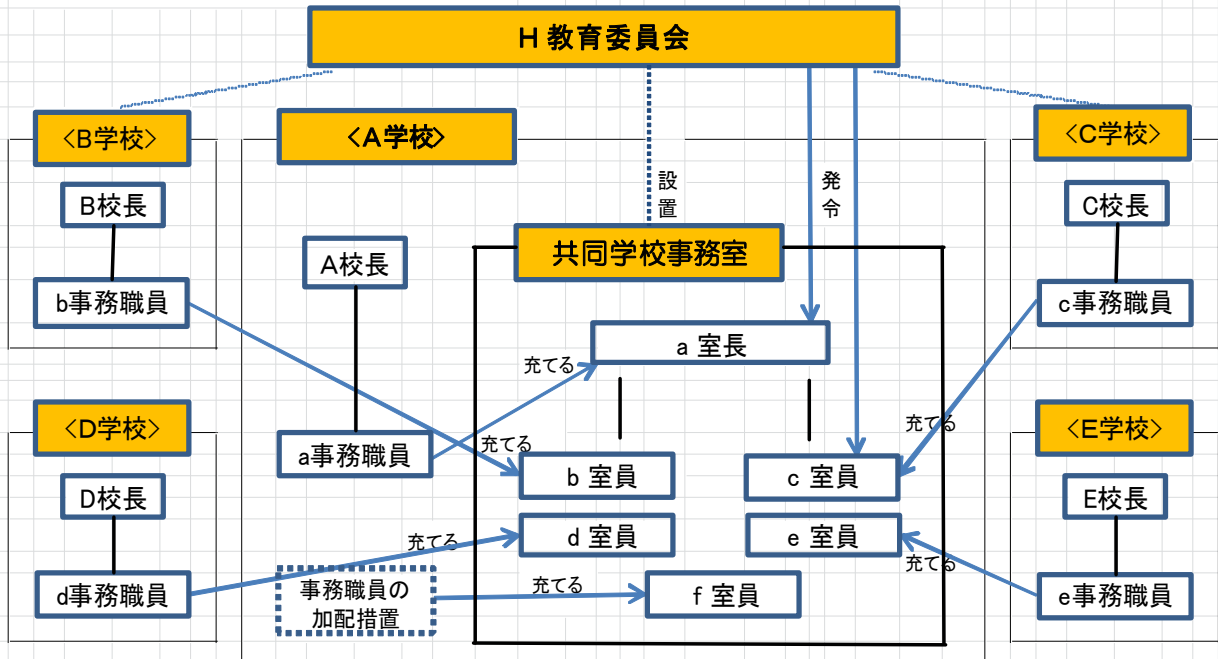 H 教育委員会
<B学校>
<A学校>
<C学校>
設置
発令
B校長
C校長
共同学校事務室
A校長
b事務職員
c事務職員
a 室長
充てる
<D学校>
充てる
充てる
<E学校>
a事務職員
b 室員
c 室員
D校長
E校長
充てる
d 室員
e 室員
充てる
d事務職員
事務職員の
加配措置
充てる
f 室員
e事務職員